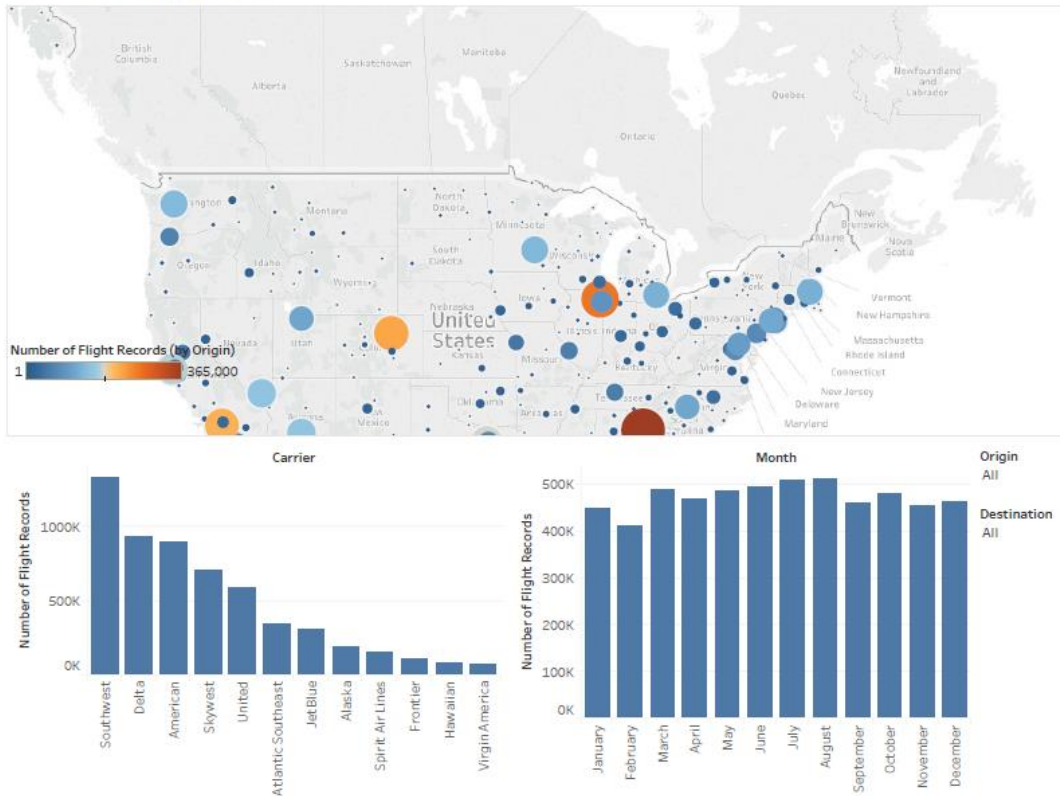 British
Columbia
Alberta
Saskatchewan
Manitoba
Ontario
Quebec
Newfoundland
and
Labrador
New
Brunswick
Nova
Scotia
Maine
Montana
North
Dakota
Minnesota
Oregon
Idaho
Wyoming
South
Dakota
Wisconsin
Nebraska
Iowa
United
States
Nevada
Utah
Kansas
Missouri
Kentucky
Vermont
New Hampshire
Massachusetts
Rhode Island
Connecticut
New Jersey
Delaware
Maryland
Mexico
Number of Flight Records (by Origin)
1
365,000
Carrier
Number of Flight Records
1000K
500K
0K
Southwest
Delta
American
Skywest
United
Atlantic Southeast
JetBlue
Alaska
Spirit Air Lines
Frontier
Hawaiian
Virgin America
Month
Number of Flight Records
500K
400K
300K
200K
100K
0K
January
February
March
April
May
June
July
August
September
October
November
December
Origin
All
Destination
All